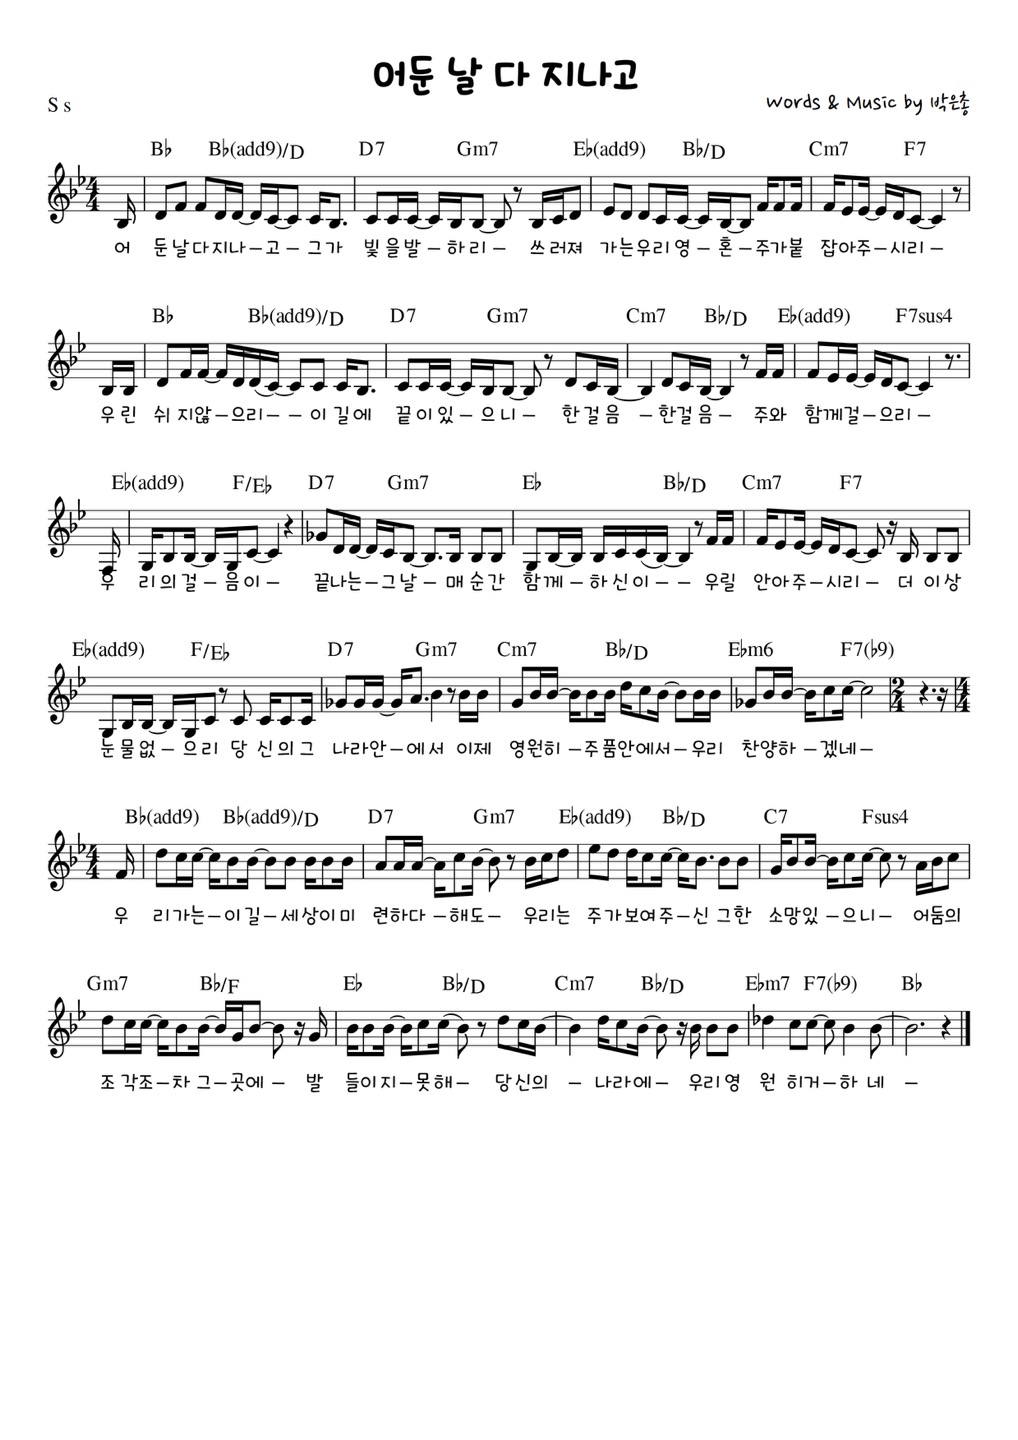 어둔 날 다 지나고
S s
Words & Music by 박은총
B♭ B♭(add9)/D D7 Gm7 E♭(add9) B♭/D Cm7 F7
어 둔 날 다 지 나 – 고 – 그 가 빛 을 발 – 하 리 – 쓰 러 져 가 는 우 리 영 – 혼 – 주 가 붙 잡 아 주 – 시 리 –
B♭ B♭(add9)/D D7 Gm7 Cm7 B♭/D E♭(add9) F7sus4
우 린 쉬 지 않 – 으 리 – – 이 길 에 끝 이 있 – 으 니 – 한 걸 음 – 한 걸 음 – 주 와 함 께 걸 – 으 리 –
E♭(add9) F/E♭ D7 Gm7 E♭ B♭/D Cm7 F7
우 리 의 걸 – 음 이 – 끝 나 는 – 그 날 – 매 순 간 함 께 – 하 신 이 – – 우 릴 안 아 주 – 시 리 – 더 이 상
E♭(add9) F/E♭ D7 Gm7 Cm7 B♭/D E♭m6 F7(♭9)
눈 물 없 – 으 리 당 신 의 그 나 라 안 – 에 서 이 제 영 원 히 – 주 품 안 에 서 – 우 리 찬 양 하 – 겠 네 –
B♭(add9) B♭(add9)/D D7 Gm7 E♭(add9) B♭/D C7 Fsus4
우 리 가 는 – 이 길 – 세 상 이 미 련 하 다 – 해 도 – 우 리 는 주 가 보 여 주 – 신 그 한 소 망 있 – 으 니 – 어 둠 의
Gm7 B♭/F E♭ B♭/D Cm7 B♭/D E♭m7 F7(♭9) B♭
조 각 조 – 차 그 – 곳 에 – 발 들 이 지 – 못 해 – 당 신 의 – 나 라 에 – 우 리 영 원 히 거 – 하 네 –